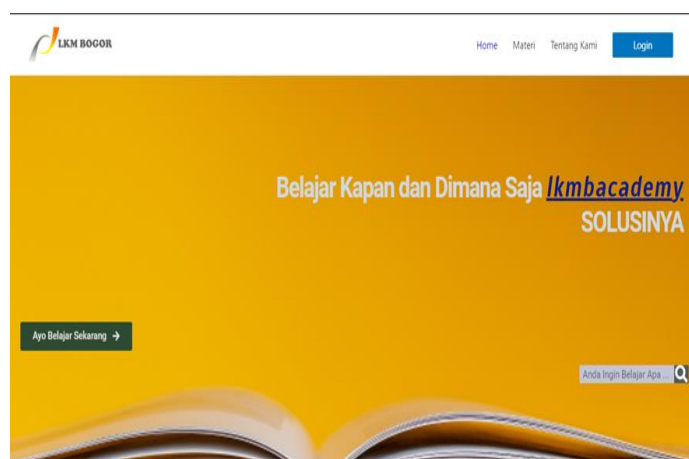 LKM BOGOR
Home Materi Tentang Kami Login
Belajar Kapan dan Dimana Saja lkmbacademy
SOLUSINYA
Ayo Belajar Sekarang →
Anda Ingin Belajar Apa ...